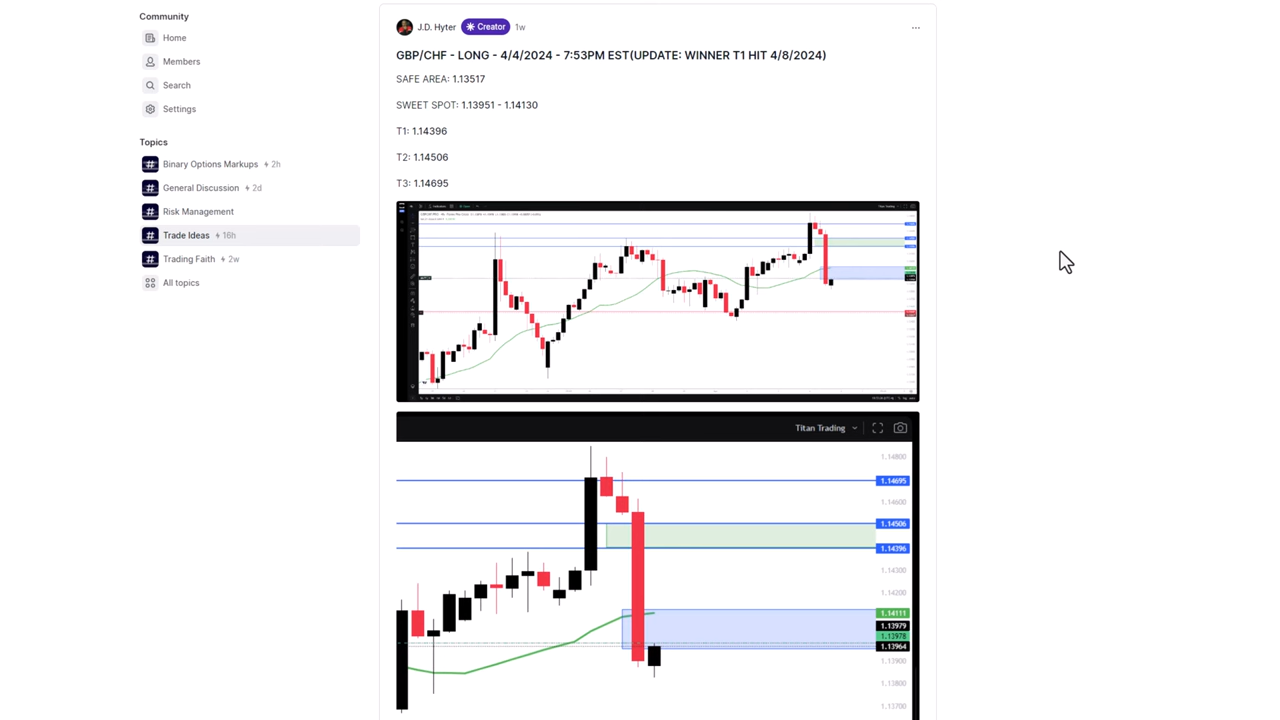 Community
Home
Members
Search
Settings
Topics
Binary Options Markups 2h
General Discussion 2d
Risk Management
Trade Ideas 16h
Trading Faith 2w
All topics
J.D. Hyter Creator 1w
GBP/CHF - LONG - 4/4/2024 - 7:53PM EST(UPDATE: WINNER T1 HIT 4/8/2024)
SAFE AREA: 1.13517
SWEET SPOT: 1.13951 - 1.14130
T1: 1.14396
T2: 1.14506
T3: 1.14695
Titan Trading
1.14800
1.14695
1.14600
1.14506
1.14396
1.14300
1.14200
1.14111
1.13979
1.13978
1.13964
1.13900
1.13800
1.13700